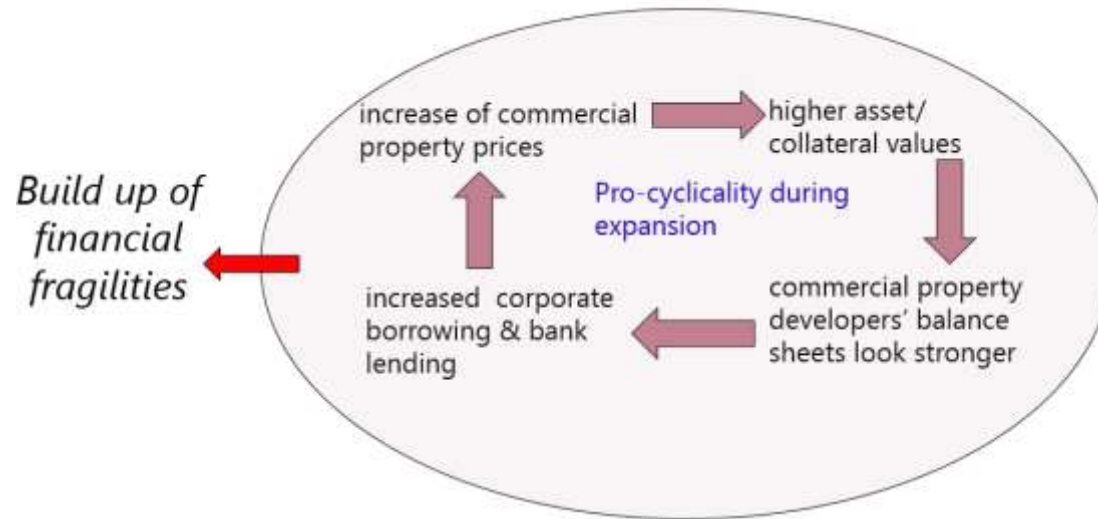 increase of commercial
property prices
higher asset/
collateral values
Pro-cyclicality during
expansion
Build up of
financial
fragilities
increased corporate
borrowing & bank
lending
commercial property
developers’ balance
sheets look stronger